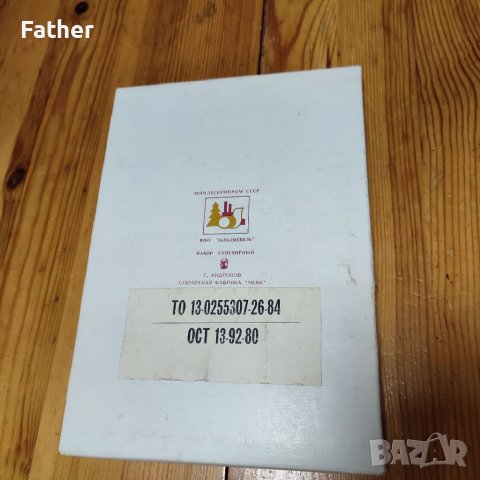 Father
МИНЛЕСБУМПРОМ СССР
НПО "ЗАПАДМЕБЕЛЬ"
НАБОР СУВЕНИРНЫЙ
Г. АНДРОПОВ
СПИЧЕЧНАЯ ФАБРИКА "МАЯК"
ТО 13-0255307-26-84
ОСТ 13-92-80
BAZAR